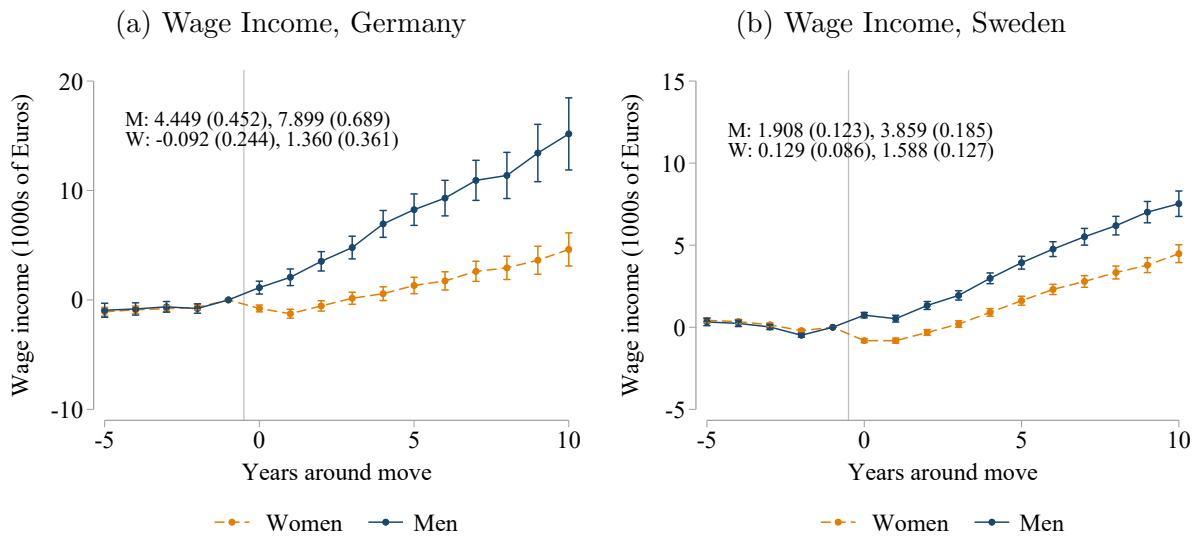 (a) Wage Income, Germany
Wage income (1000s of Euros)
20
10
0
-10
M: 4.449 (0.452), 7.899 (0.689)
W: -0.092 (0.244), 1.360 (0.361)
-5
0
5
10
Years around move
Women
Men
(b) Wage Income, Sweden
Wage income (1000s of Euros)
15
10
5
0
-5
M: 1.908 (0.123), 3.859 (0.185)
W: 0.129 (0.086), 1.588 (0.127)
-5
0
5
10
Years around move
Women
Men